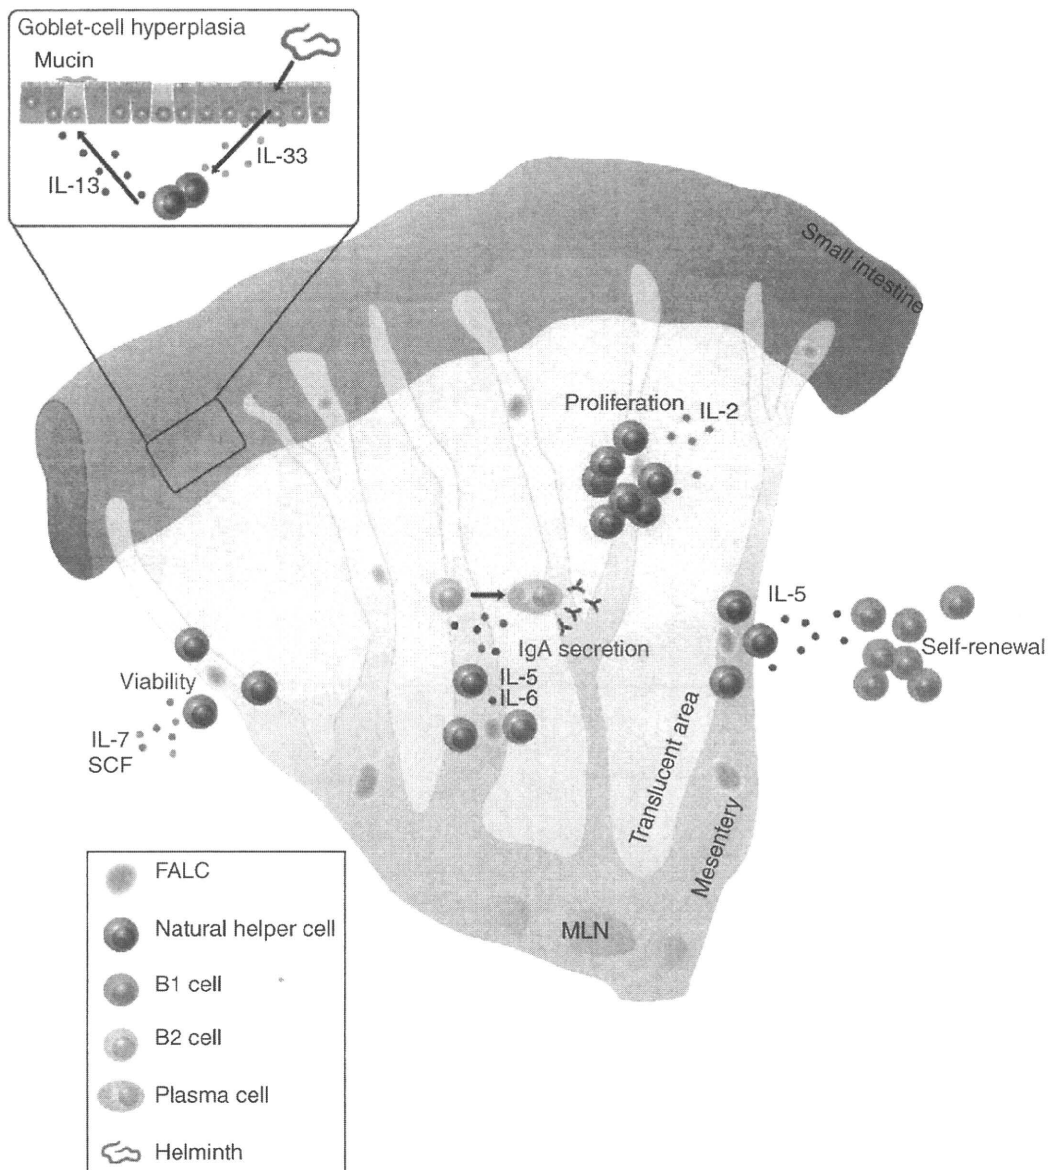 Goblet-cell hyperplasia
Mucin
IL-33
IL-13
Small intestine
Proliferation
IL-2
IL-5
IgA secretion
Self-renewal
Viability
IL-5
IL-6
IL-7
SCF
Translucent area
Mesentery
MLN
FALC
Natural helper cell
B1 cell
B2 cell
Plasma cell
Helminth